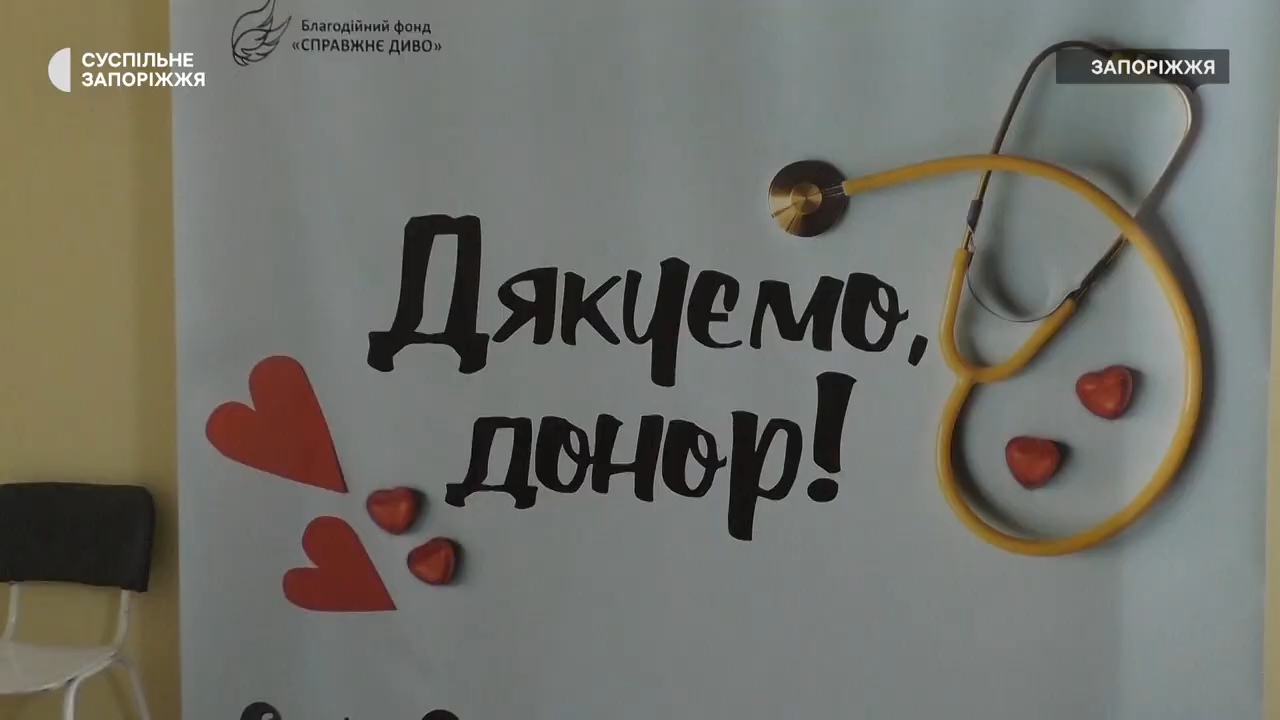 Благодійний фонд
«СПРАВЖНЄ ДИВО»
СУСПІЛЬНЕ
ЗАПОРІЖЖЯ
ЗАПОРІЖЖЯ
Дякуємо,
донор!